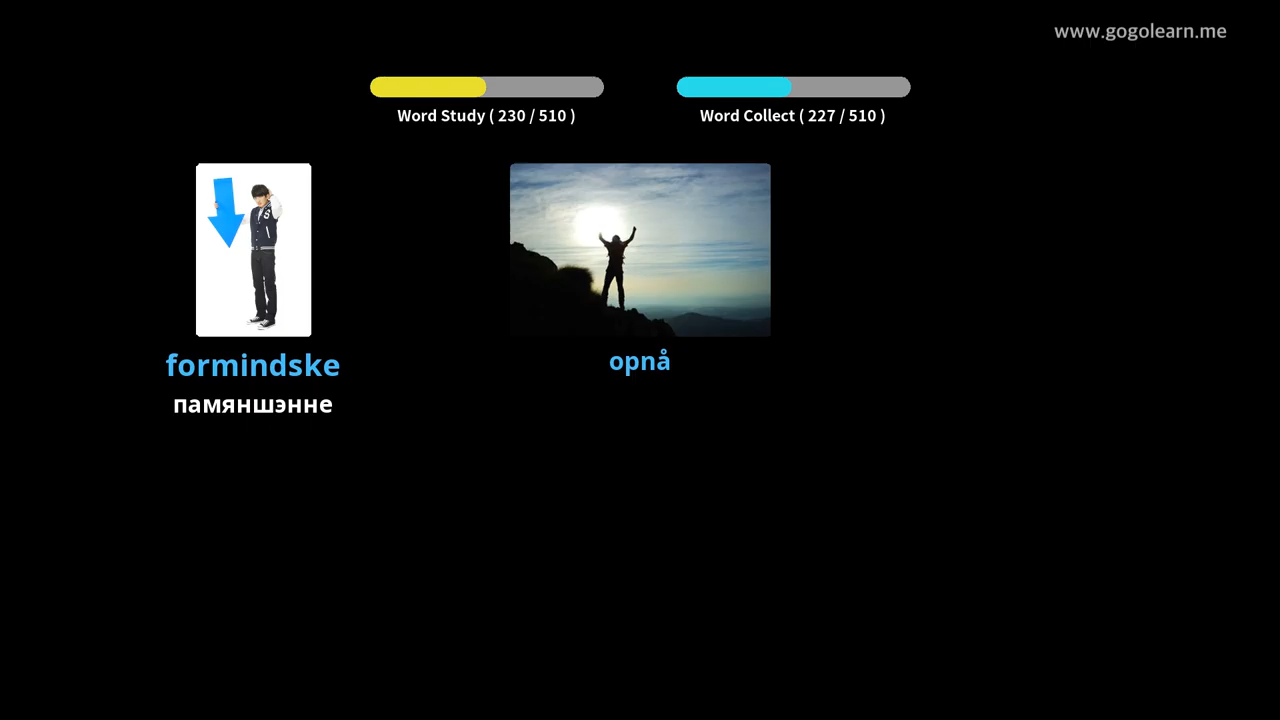 www.gogolearn.me
Word Study ( 230 / 510 )
Word Collect ( 227 / 510 )
S
formindske
памяншэнне
opnå